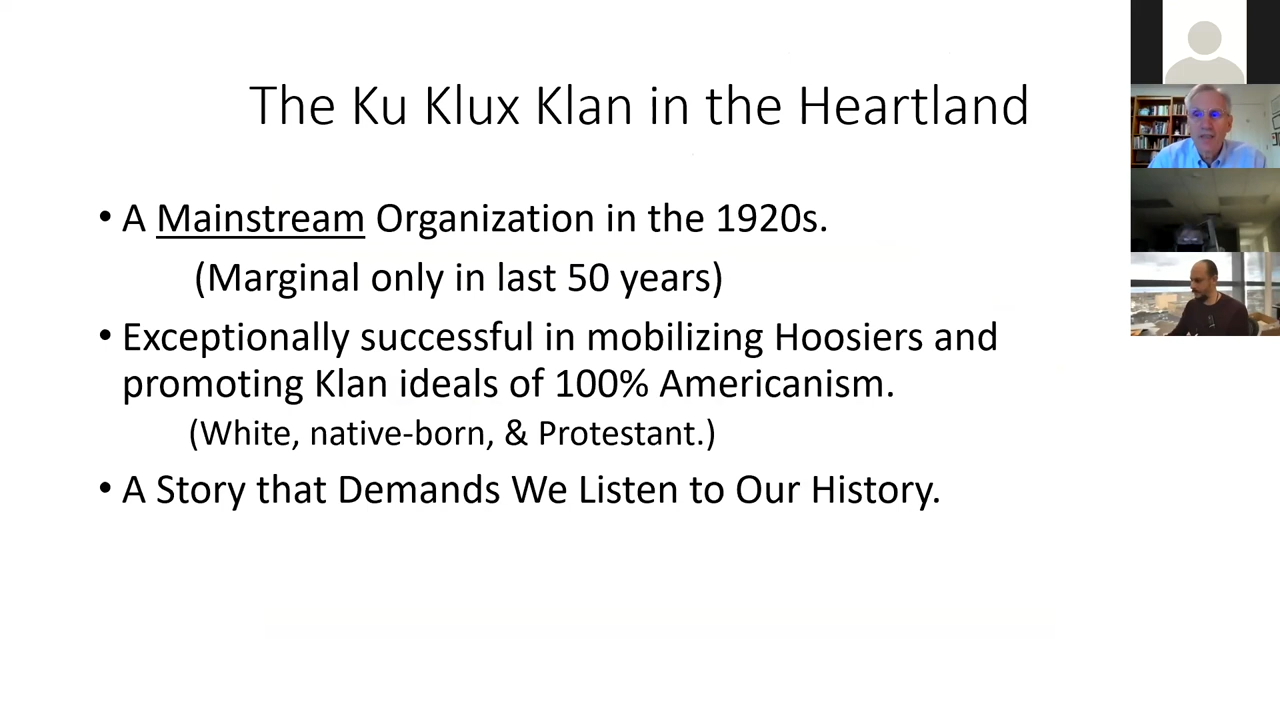 The Ku Klux Klan in the Heartland
• A Mainstream Organization in the 1920s.
(Marginal only in last 50 years)
• Exceptionally successful in mobilizing Hoosiers and
promoting Klan ideals of 100% Americanism.
(White, native-born, & Protestant.)
• A Story that Demands We Listen to Our History.